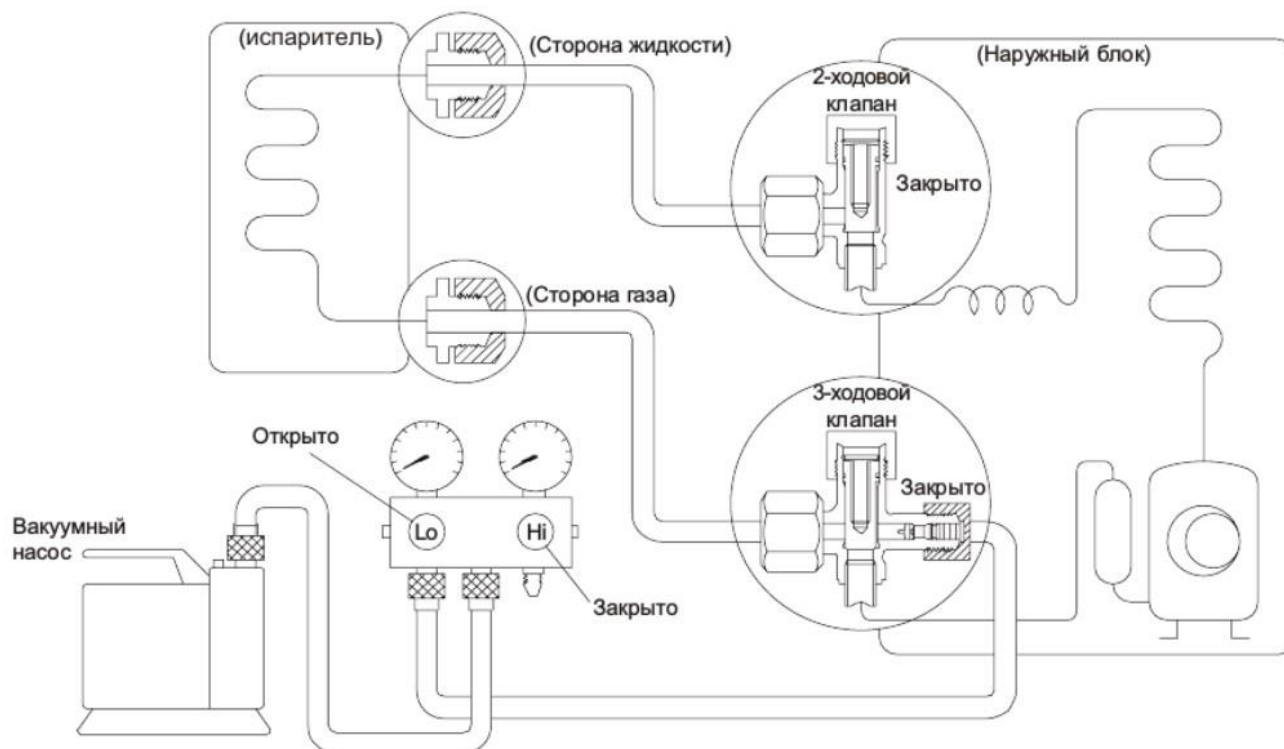 (испаритель)
(Сторона жидкости)
(Наружный блок)
2-ходовой
клапан
Закрыто
(Сторона газа)
3-ходовой
клапан
Закрыто
Открыто
Lo
Hi
Вакуумный
насос
Закрыто